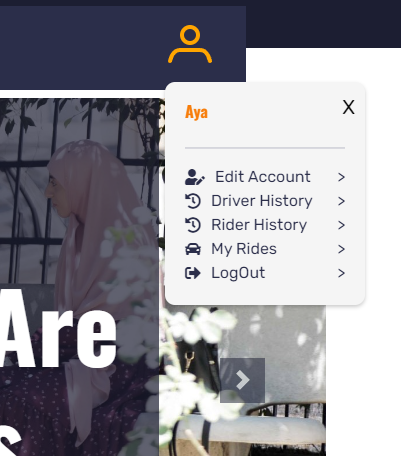 Aya
X
Edit Account >
Driver History >
Rider History >
My Rides >
LogOut >
Are